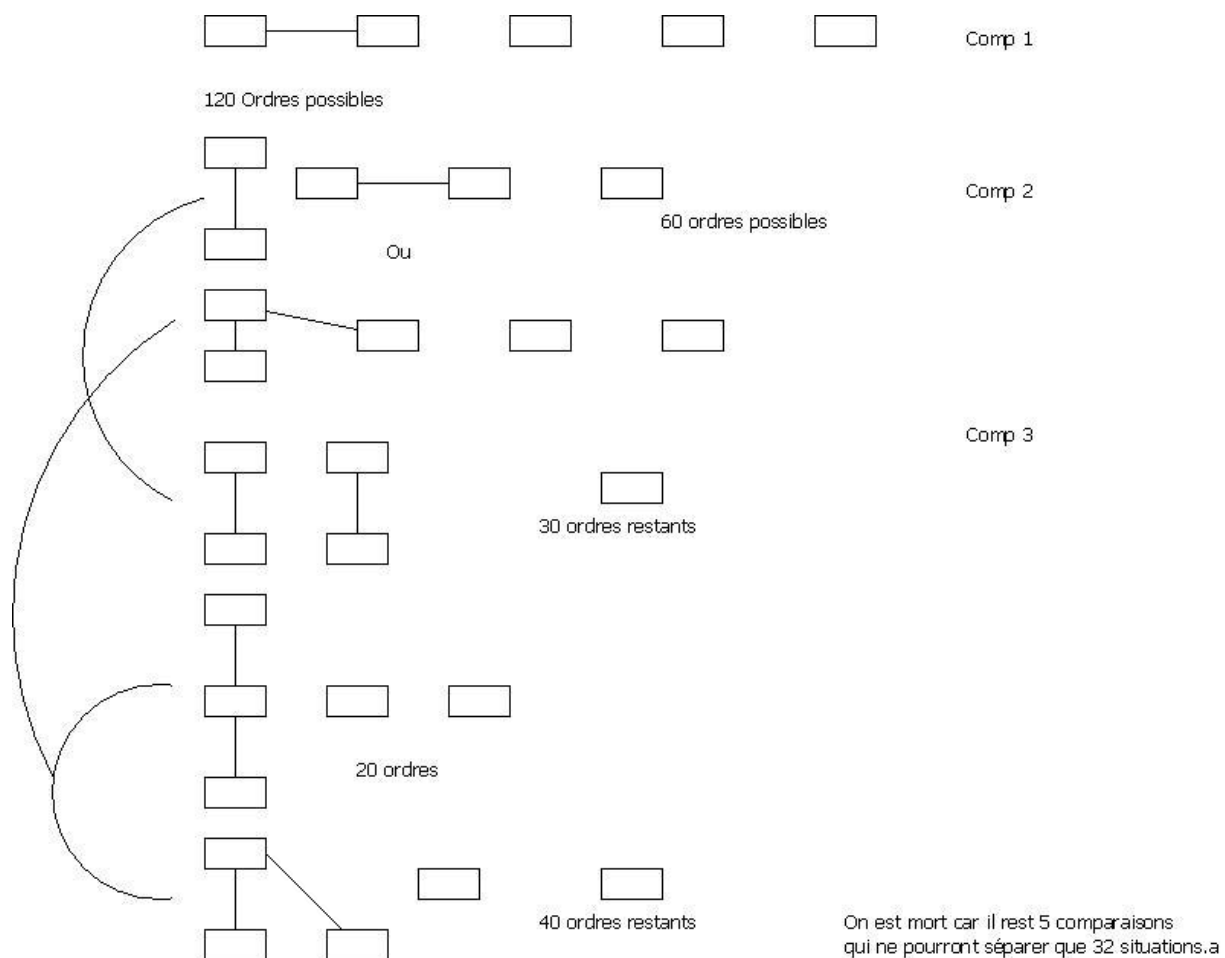 Comp 1
120 Ordres possibles
Comp 2
60 ordres possibles
Ou
Comp 3
30 ordres restants
20 ordres
40 ordres restants
On est mort car il rest 5 comparaisons
qui ne pourront séparer que 32 situations.a